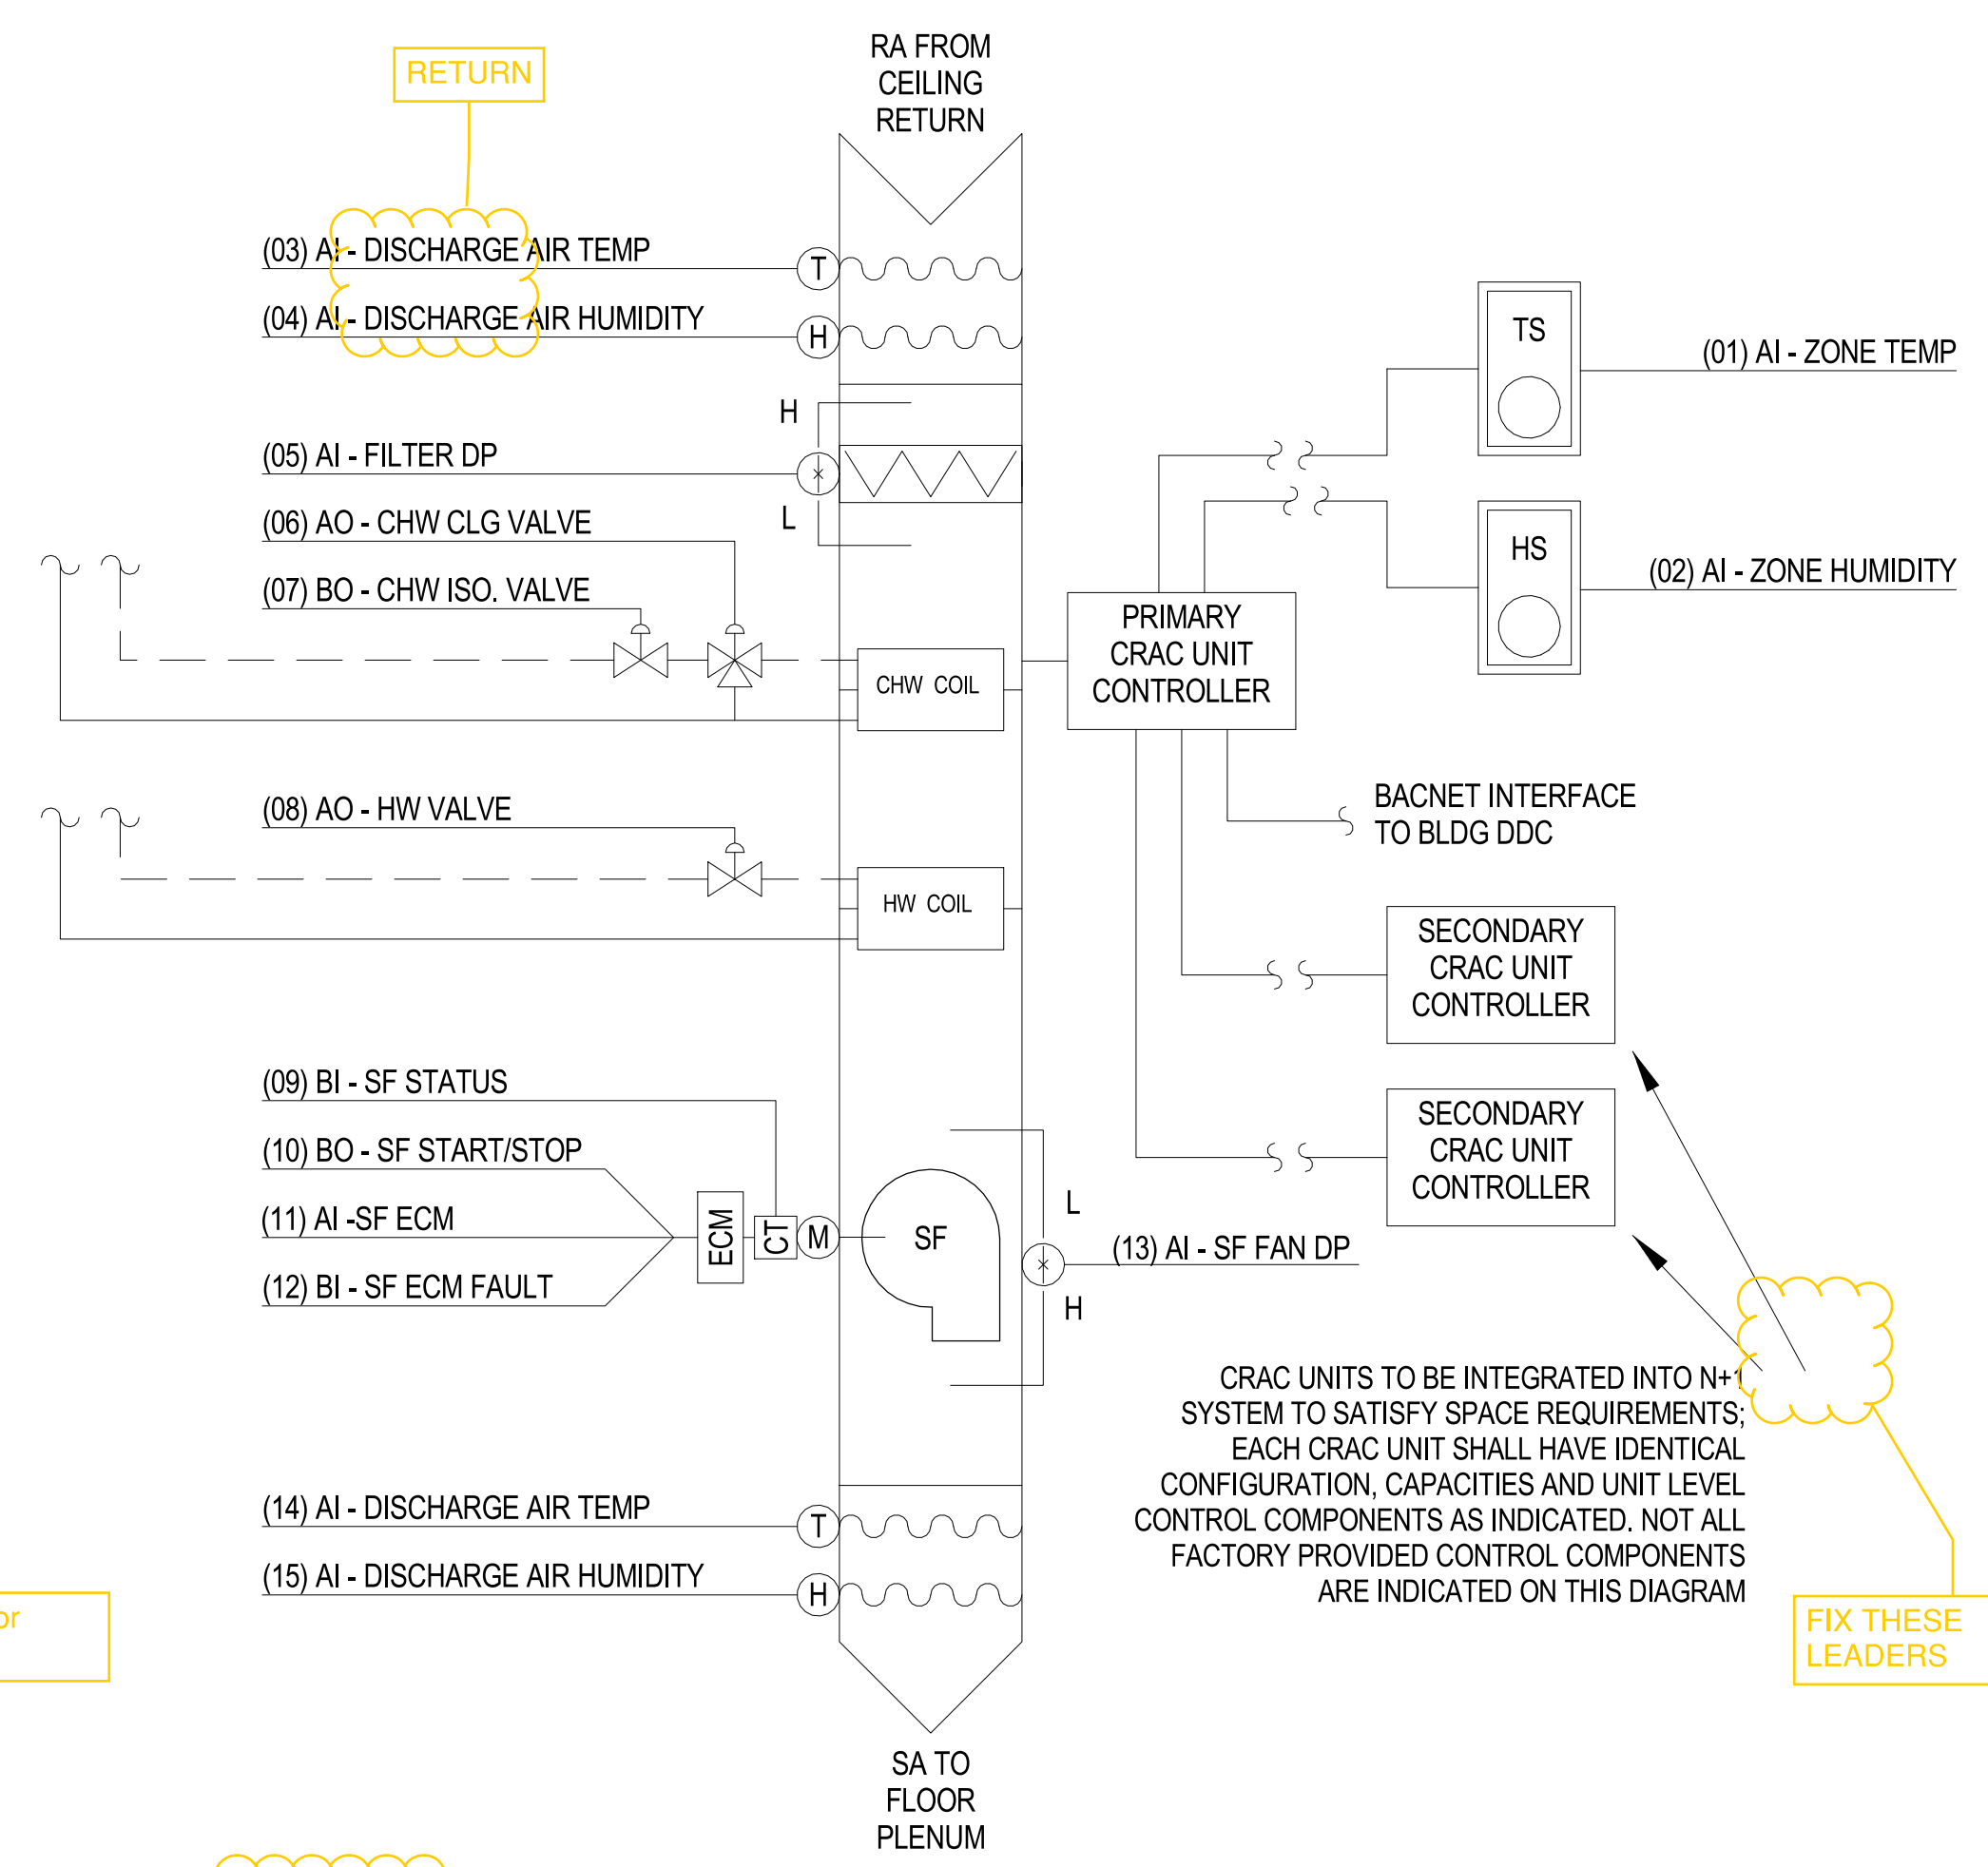 RA FROM
CEILING
RETURN
RETURN
(03) AI - DISCHARGE AIR TEMP
T
(04) AI - DISCHARGE AIR HUMIDITY
H
H
(05) AI - FILTER DP
L
(06) AO - CHW CLG VALVE
(07) BO - CHW ISO. VALVE
CHW COIL
(08) AO - HW VALVE
HW COIL
(09) BI - SF STATUS
(10) BO - SF START/STOP
(11) AI -SF ECM
(12) BI - SF ECM FAULT
ECM
CT
M
SF
L
H
(13) AI - SF FAN DP
(14) AI - DISCHARGE AIR TEMP
T
(15) AI - DISCHARGE AIR HUMIDITY
H
SA TO
FLOOR
PLENUM
TS
(01) AI - ZONE TEMP
HS
(02) AI - ZONE HUMIDITY
PRIMARY
CRAC UNIT
CONTROLLER
BACNET INTERFACE
TO BLDG DDC
SECONDARY
CRAC UNIT
CONTROLLER
SECONDARY
CRAC UNIT
CONTROLLER
CRAC UNITS TO BE INTEGRATED INTO N+1
SYSTEM TO SATISFY SPACE REQUIREMENTS;
EACH CRAC UNIT SHALL HAVE IDENTICAL
CONFIGURATION, CAPACITIES AND UNIT LEVEL
CONTROL COMPONENTS AS INDICATED. NOT ALL
FACTORY PROVIDED CONTROL COMPONENTS
ARE INDICATED ON THIS DIAGRAM
FIX THESE
LEADERS